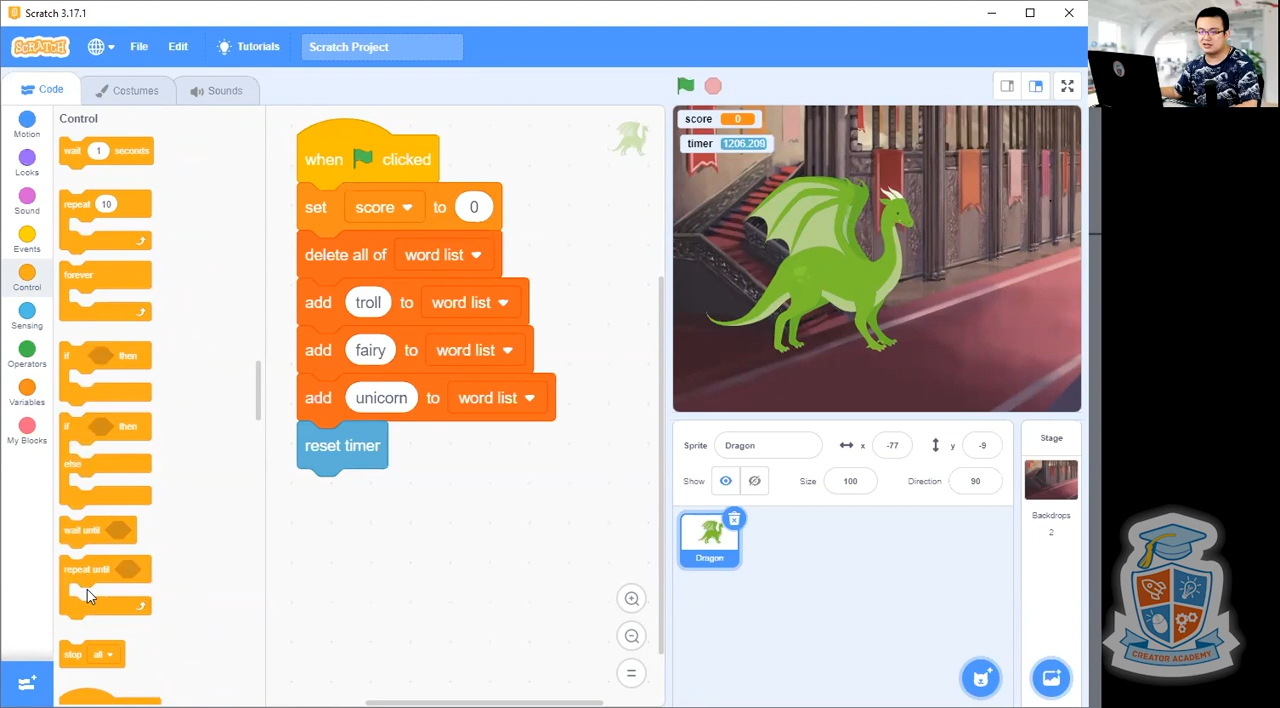 Scratch 3.17.1
SCRATCH
File
Edit
Tutorials
Scratch Project
Code
Costumes
Sounds
Motion
Looks
Sound
Events
Control
Sensing
Operators
Variables
My Blocks
Control
wait 1 seconds
repeat 10
forever
if then
if then
else
wait until
repeat until
stop all
when clicked
set score to 0
delete all of word list
add troll to word list
add fairy to word list
add unicorn to word list
reset timer
score 0
timer 1206.209
Sprite Dragon x -77 y -9
Show Size 100 Direction 90
Dragon
Stage
Backdrops
2
CREATOR ACADEMY